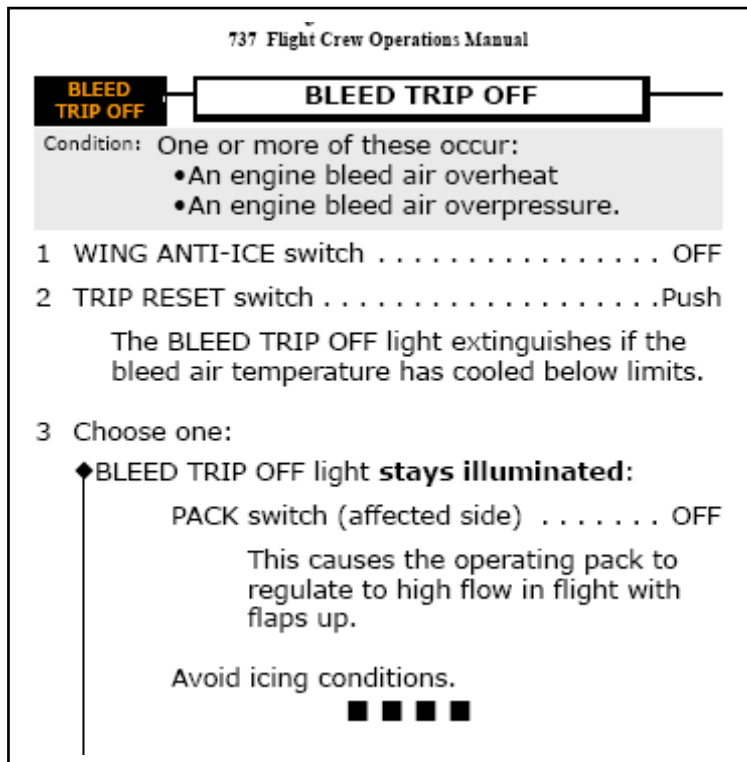 737 Flight Crew Operations Manual
BLEED
TRIP OFF
BLEED TRIP OFF
Condition: One or more of these occur:
•An engine bleed air overheat
•An engine bleed air overpressure.
1 WING ANTI-ICE switch . . . . . . . . . . . . . . . . . OFF
2 TRIP RESET switch . . . . . . . . . . . . . . . . . . . . .Push
The BLEED TRIP OFF light extinguishes if the
bleed air temperature has cooled below limits.
3 Choose one:
◆BLEED TRIP OFF light stays illuminated:
PACK switch (affected side) . . . . . . . OFF
This causes the operating pack to
regulate to high flow in flight with
flaps up.
Avoid icing conditions.
■ ■ ■ ■